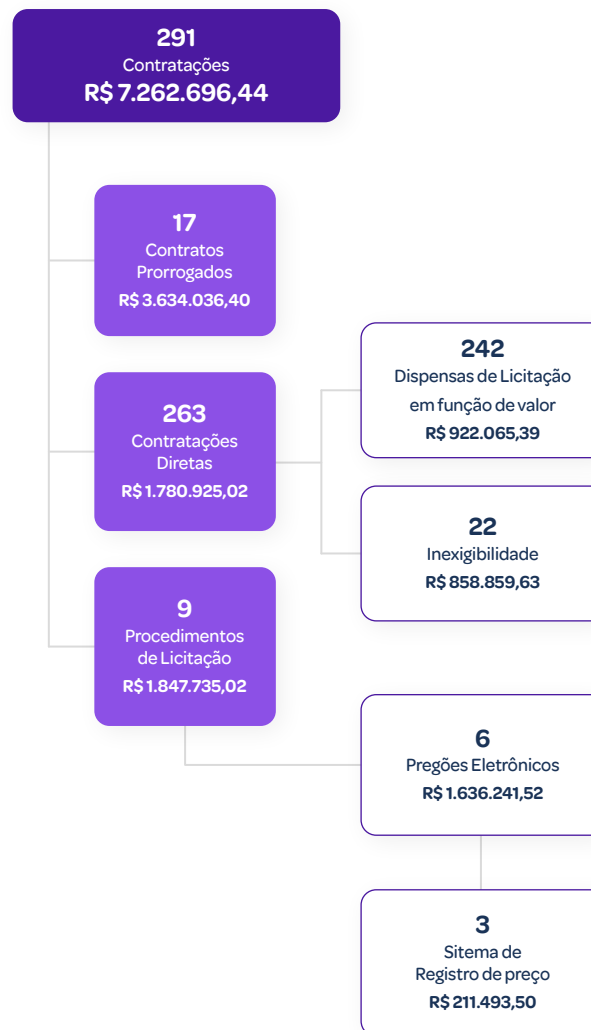 291
Contratações
R$ 7.262.696,44
17
Contratos
Prorrogados
R$ 3.634.036,40
263
Contratações
Diretas
R$ 1.780.925,02
242
Dispensas de Licitação
em função de valor
R$ 922.065,39
22
Inexigibilidade
R$ 858.859,63
9
Procedimentos
de Licitação
R$ 1.847.735,02
6
Pregões Eletrônicos
R$ 1.636.241,52
3
Sitema de
Registro de preço
R$ 211.493,50